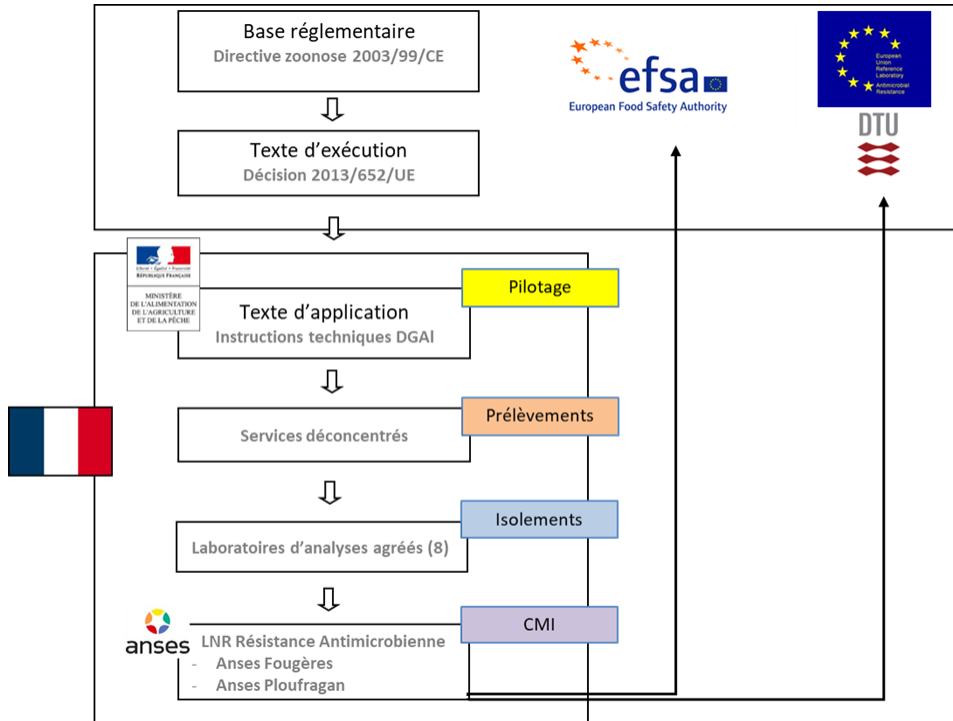 Base réglementaire
Directive zoonose 2003/99/CE
Texte d'exécution
Décision 2013/652/UE
efsa
European Food Safety Authority
European
Union
Reference
Laboratory
Antimicrobial
Resistance
DTU
Liberté • Égalité • Fraternité
RÉPUBLIQUE FRANÇAISE
MINISTÈRE
DE L'ALIMENTATION
DE L'AGRICULTURE
ET DE LA PÊCHE
Pilotage
Texte d'application
Instructions techniques DGAl
Prélèvements
Services déconcentrés
Isolements
Laboratoires d'analyses agréés (8)
CMI
anses
LNR Résistance Antimicrobienne
- Anses Fougères
- Anses Ploufragan